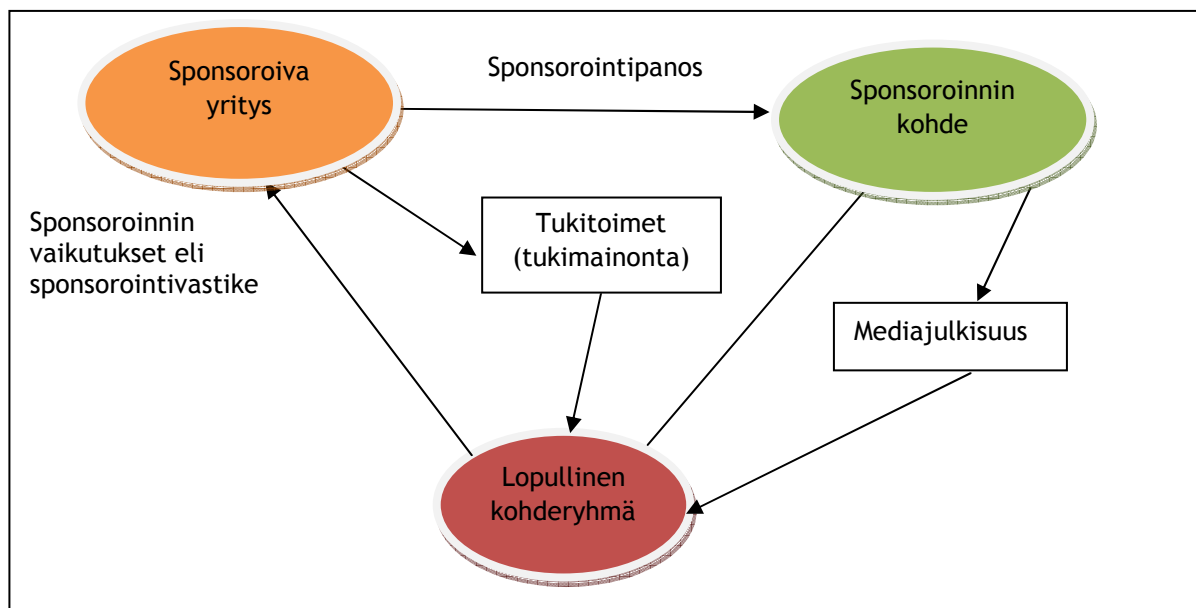 Sponsoroiva
yritys
Sponsorointipanos
Sponsoroinnin
kohde
Sponsoroinnin
vaikutukset eli
sponsorointivastike
Tukitoimet
(tukimainonta)
Mediajulkisuus
Lopullinen
kohderyhmä